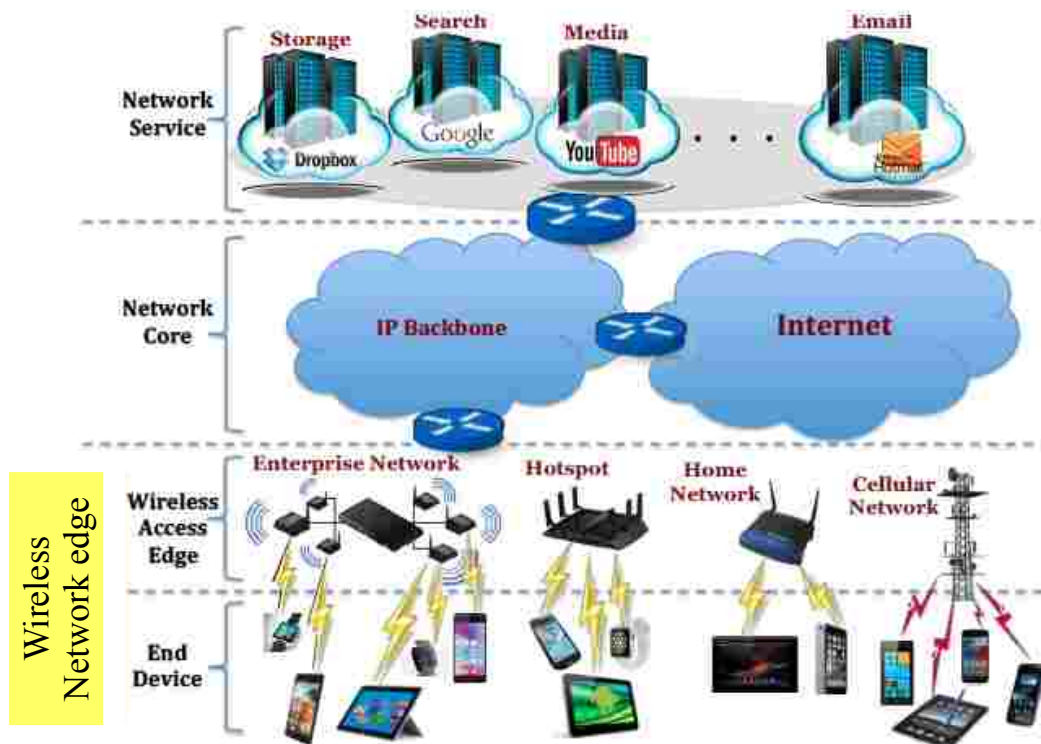 Storage
Search
Media
Email
Network
Service
Dropbox
Google
YouTube
Hotmail
Network
Core
IP Backbone
Internet
Wireless
Network edge
Wireless
Access
Edge
Enterprise Network
Hotspot
Home
Network
Cellular
Network
End
Device